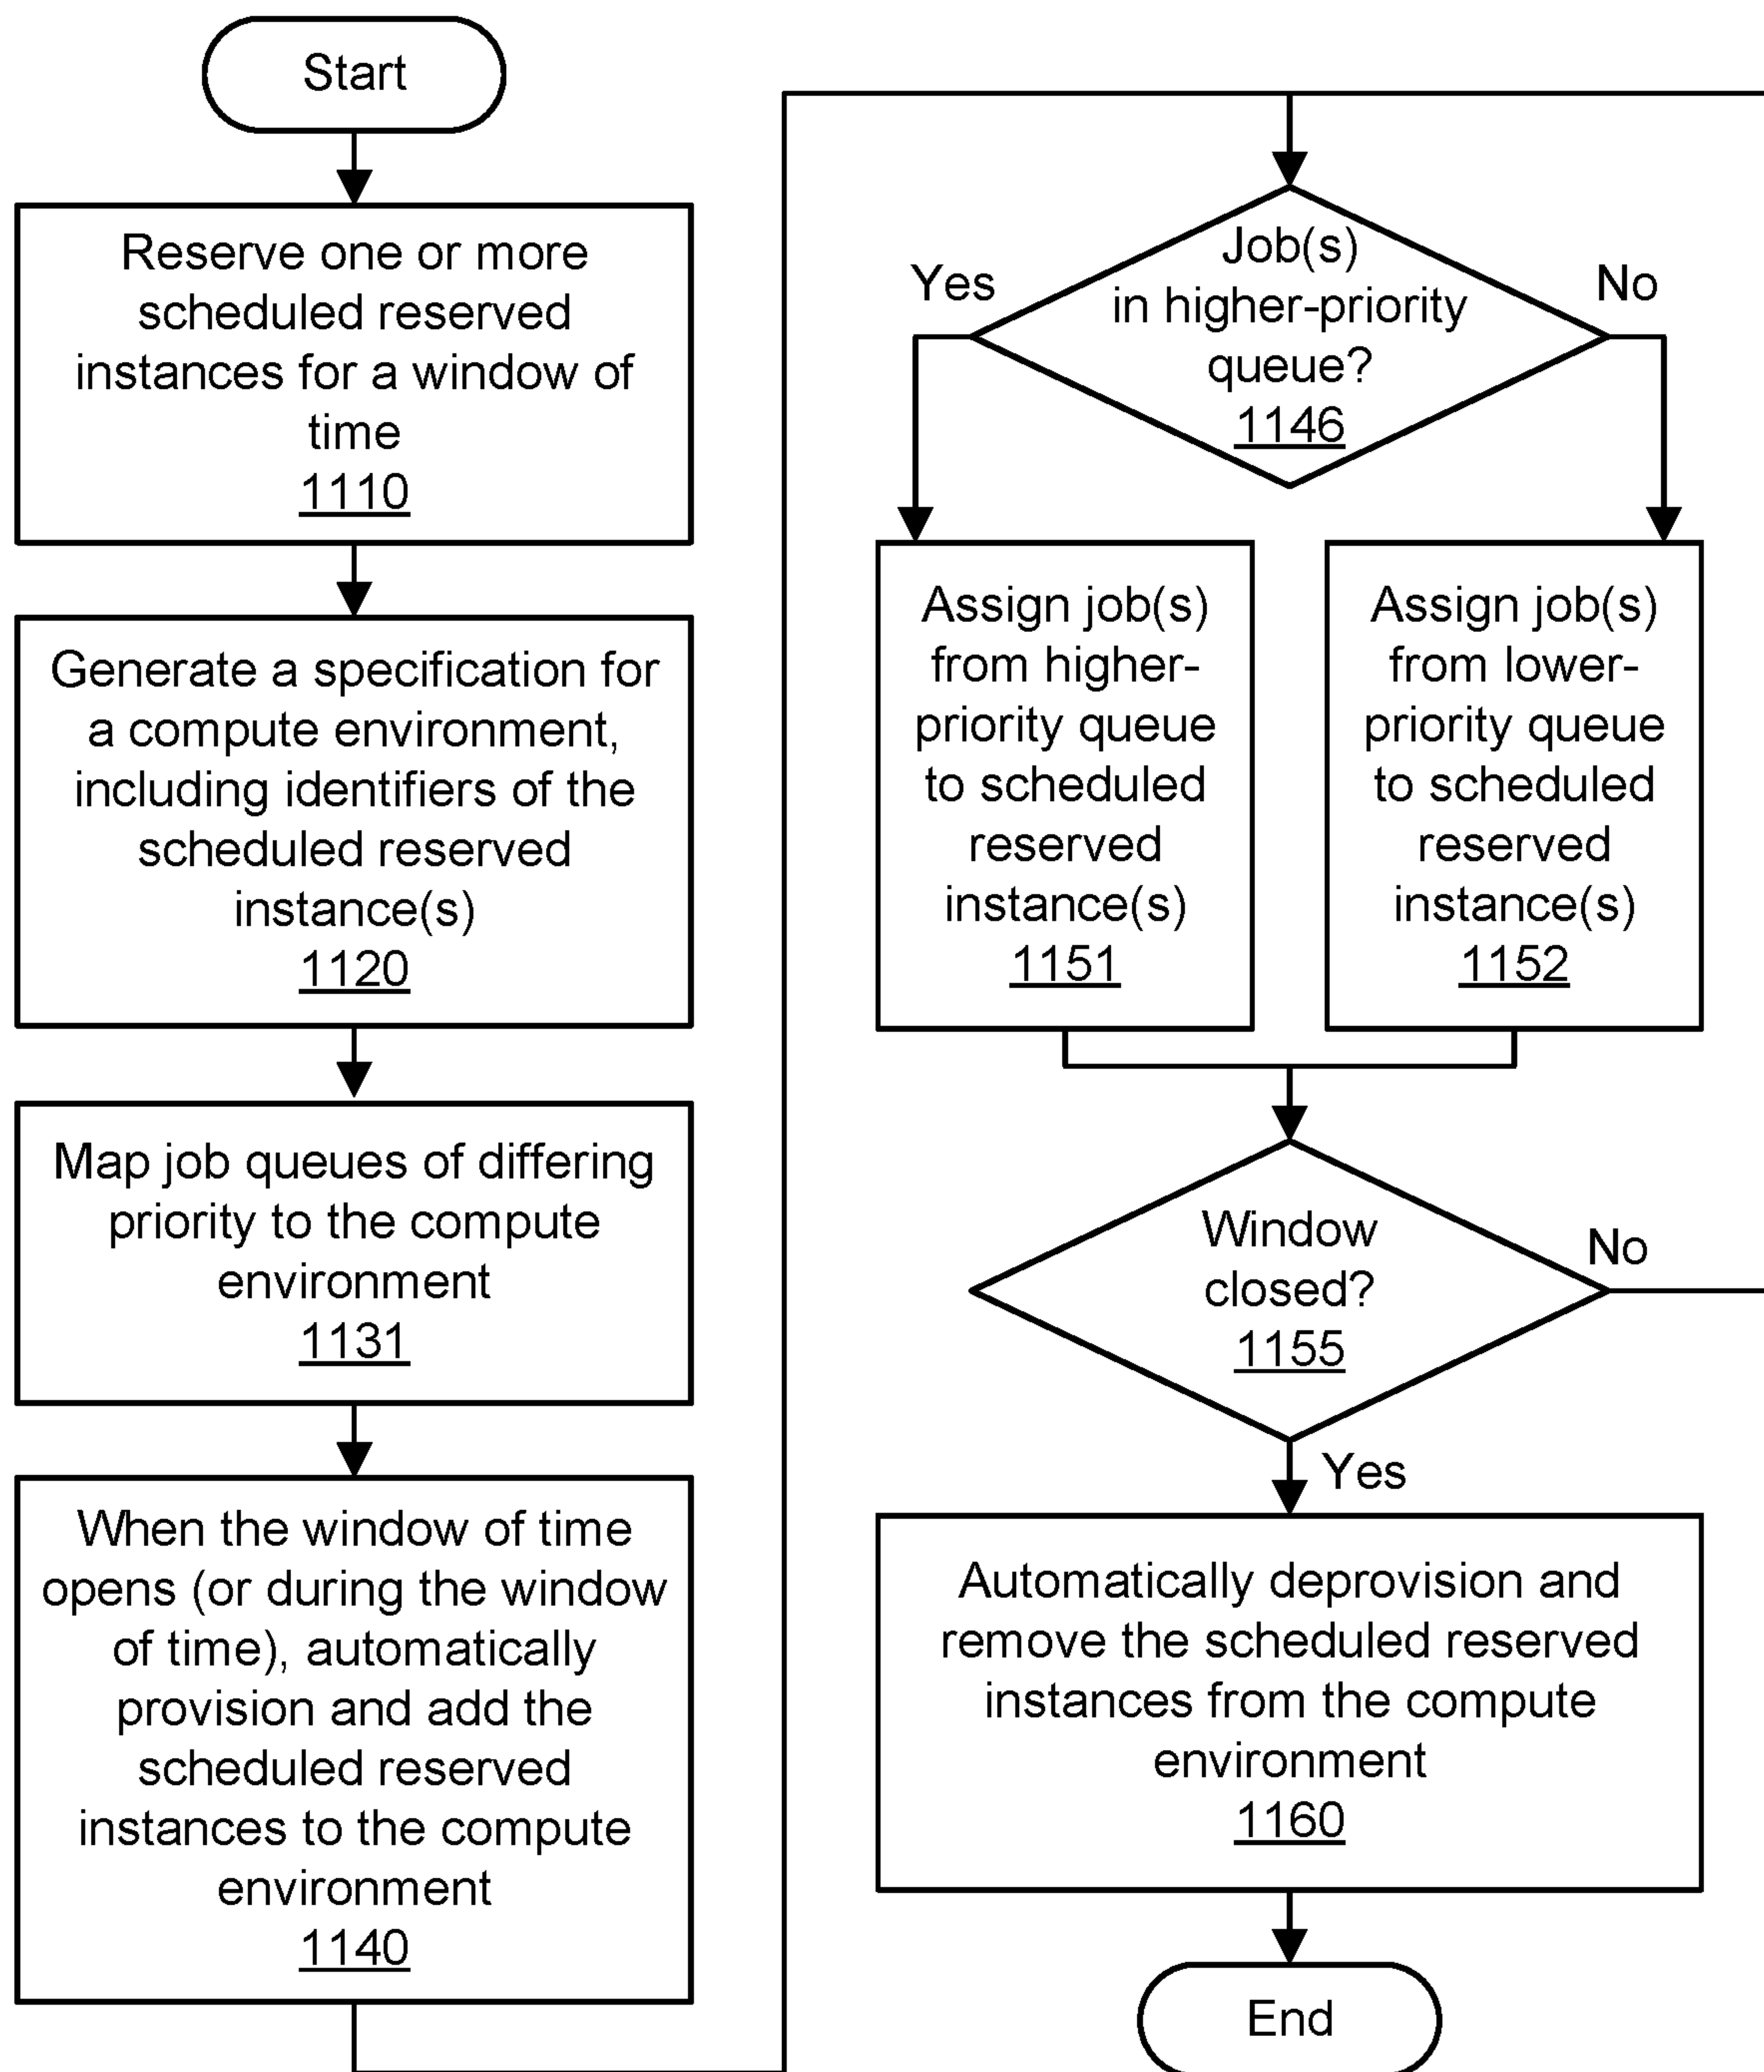 Start
Reserve one or more
scheduled reserved
instances for a window of
time
1110
Generate a specification for
a compute environment,
including identifiers of the
scheduled reserved
instance(s)
1120
Map job queues of differing
priority to the compute
environment
1131
When the window of time
opens (or during the window
of time), automatically
provision and add the
scheduled reserved
instances to the compute
environment
1140
Job(s)
in higher-priority
queue?
1146
Yes
No
Assign job(s)
from higher-
priority queue
to scheduled
reserved
instance(s)
1151
Assign job(s)
from lower-
priority queue
to scheduled
reserved
instance(s)
1152
Window
closed?
1155
No
Yes
Automatically deprovision and
remove the scheduled reserved
instances from the compute
environment
1160
End